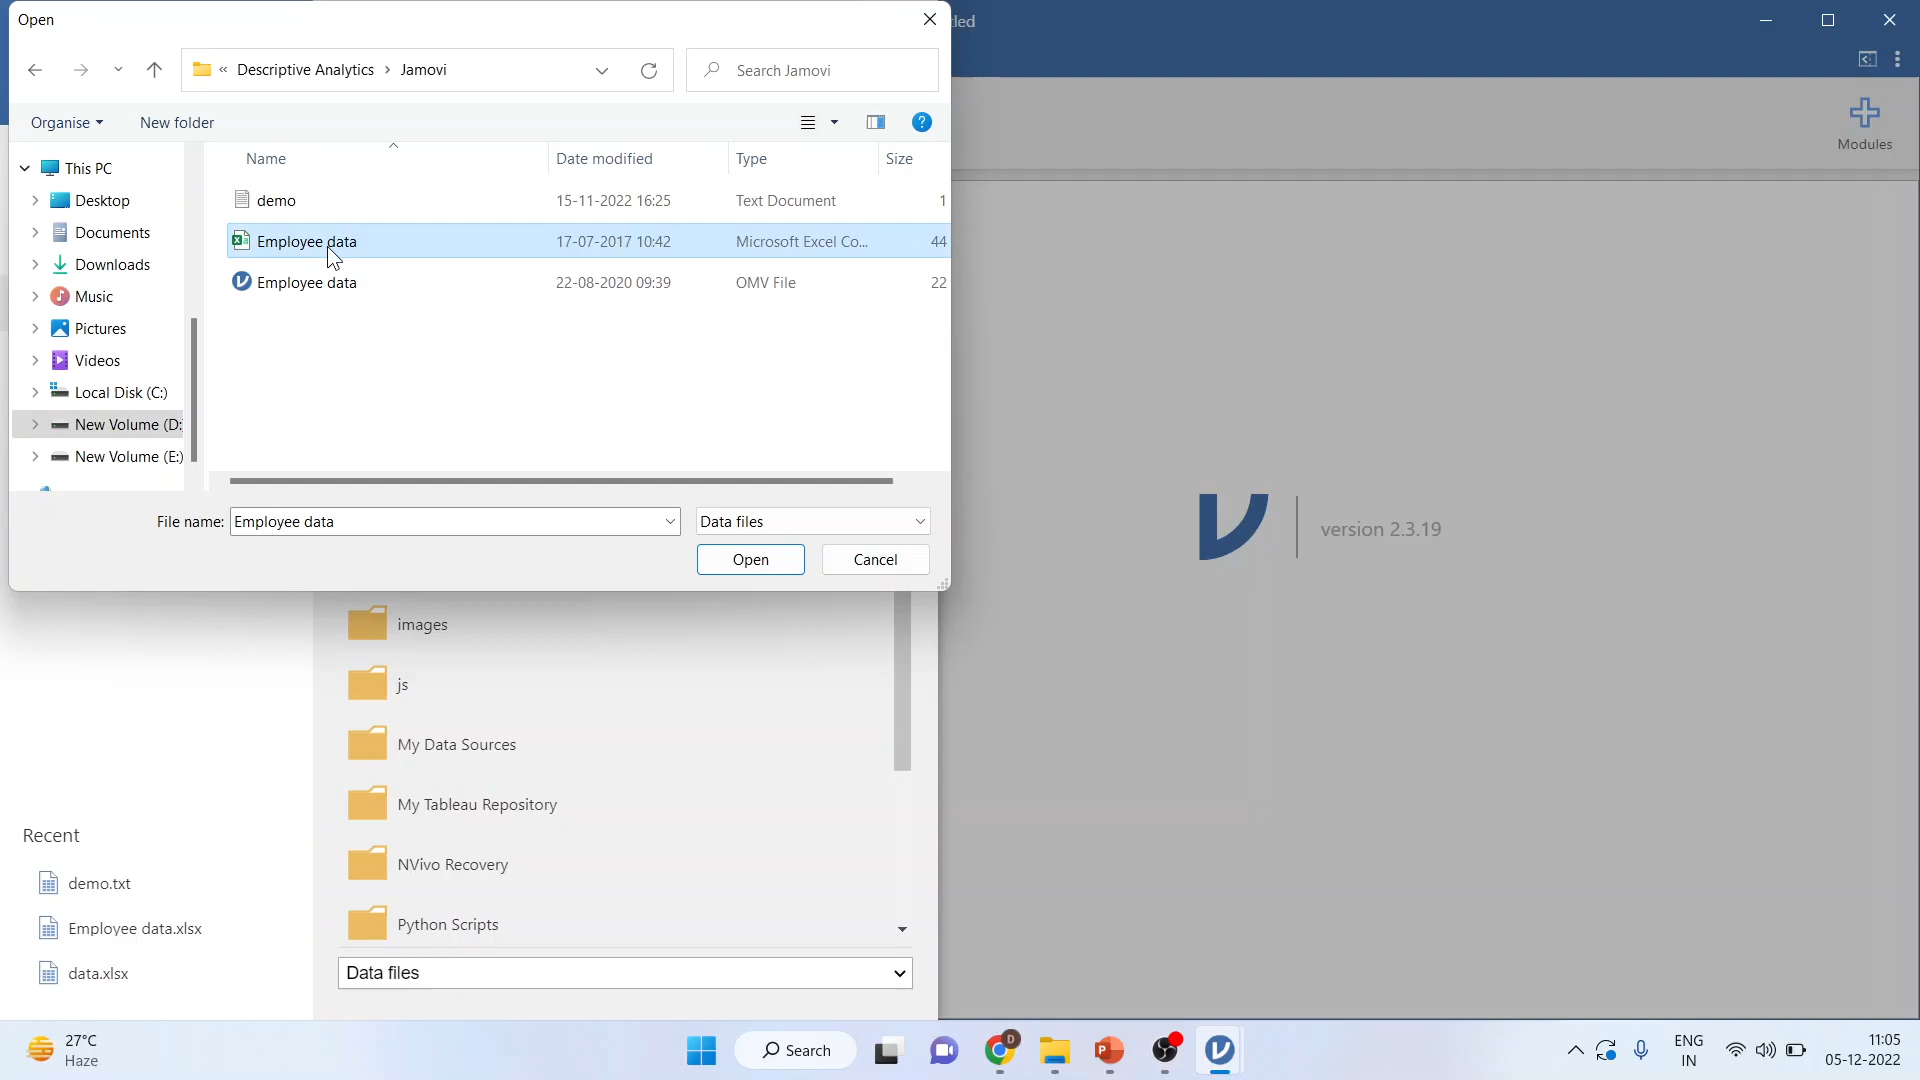 Open
tled
« Descriptive Analytics > Jamovi
Search Jamovi
Organise
New folder
?
Modules
Name
Date modified
Type
Size
This PC
Desktop
Documents
Downloads
Music
Pictures
Videos
Local Disk (C:)
New Volume (D:
New Volume (E:)
demo
15-11-2022 16:25
Text Document
1
Employee data
17-07-2017 10:42
Microsoft Excel Co...
44
Employee data
22-08-2020 09:39
OMV File
22
File name:
Employee data
Data files
Open
Cancel
version 2.3.19
images
js
My Data Sources
My Tableau Repository
NVivo Recovery
Python Scripts
Data files
Recent
demo.txt
Employee data.xlsx
data.xlsx
27°C
Haze
Search
D
P
ENG
IN
11:05
05-12-2022